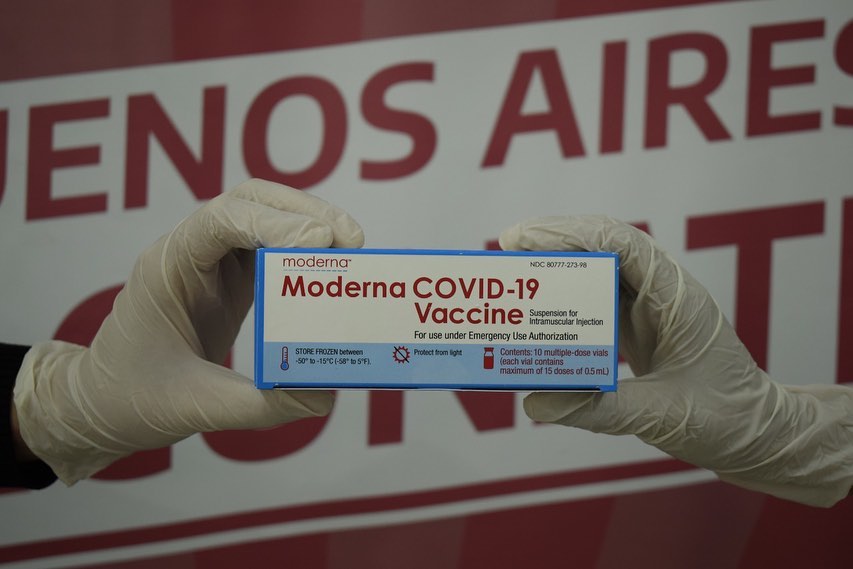 BUENOS AIRES
moderna
NDC 80777-273-98
Moderna COVID-19
Vaccine
Suspension for
Intramuscular Injection
For use under Emergency Use Authorization
STORE FROZEN between
-50° to -15°C (-58° to 5°F).
Protect from light
Contents: 10 multiple-dose vials
(each vial contains
maximum of 15 doses of 0.5 mL)